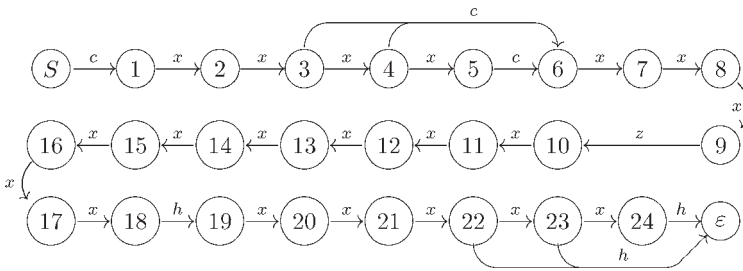 c
S c 1 x 2 x 3 x 4 x 5 c 6 x 7 x 8
x
16 x 15 x 14 x 13 x 12 x 11 x 10 z 9
x
17 x 18 h 19 x 20 x 21 x 22 x 23 x 24 h ε
h